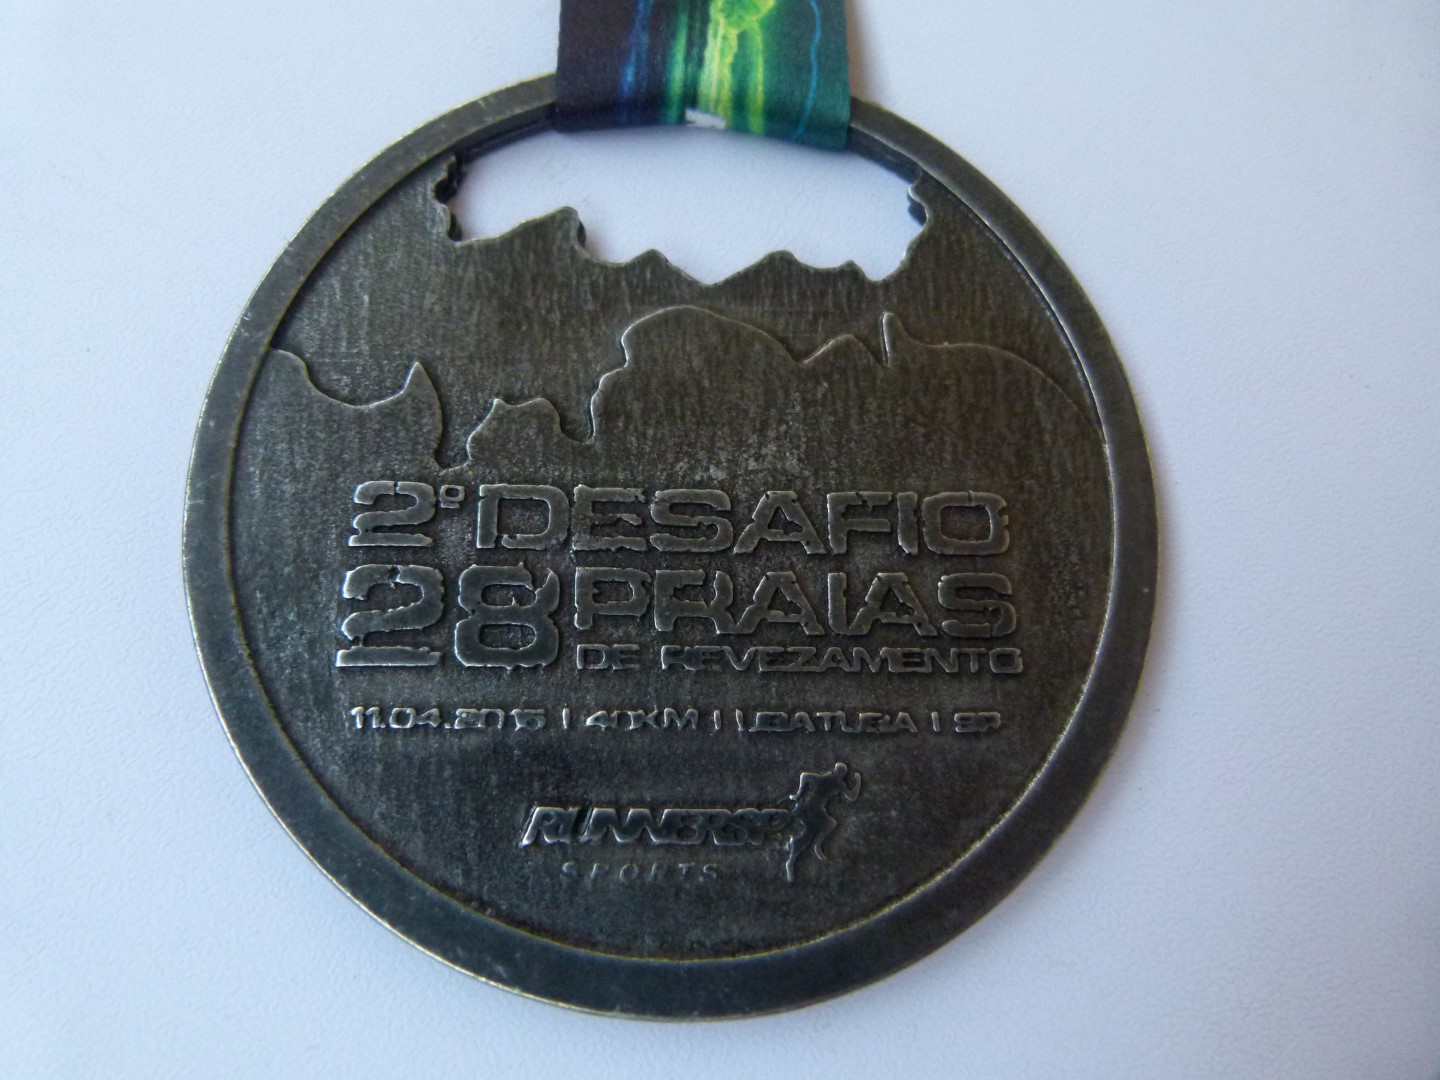 2º DESAFIO
28 PRAIAS
DE REVEZAMENTO
11.04.2015 | 40KM | UBATUBA | SP
RUNNERSP
SPORTS